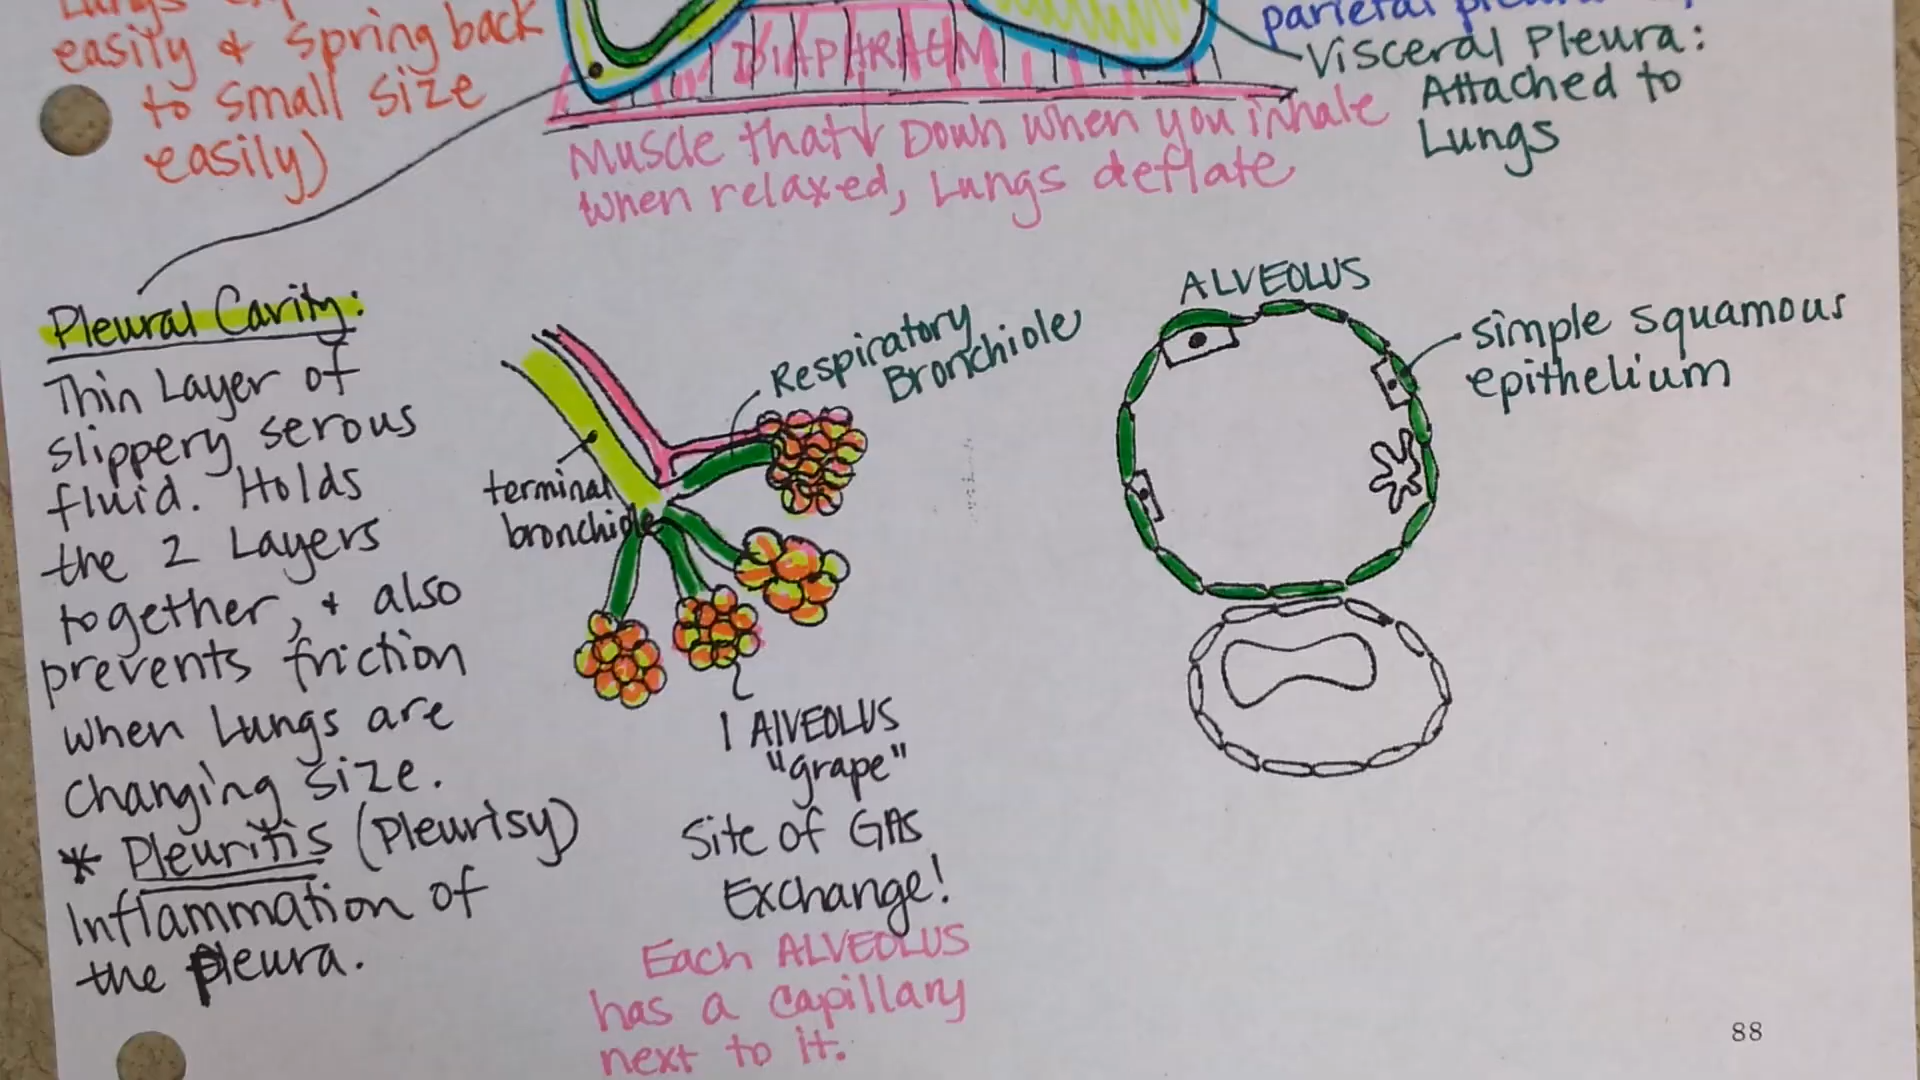 easily & spring back
to small size
easily)
DIAPHRAGM
Muscle that ↓ Down when you inhale
when relaxed, Lungs deflate
parietal
Visceral Pleura:
Attached to
Lungs
Pleural Cavity:
Thin Layer of
slippery serous
fluid. Holds
the 2 Layers
together, & also
prevents friction
when Lungs are
changing size.
* Pleuritis (Pleurisy)
Inflammation of
the pleura.
Respiratory
Bronchiole
terminal
bronchiole
1 AlVEOLUS
"grape"
Site of GAS
Exchange!
Each ALVEOLUS
has a capillary
next to it.
ALVEOLUS
simple squamous
epithelium
88